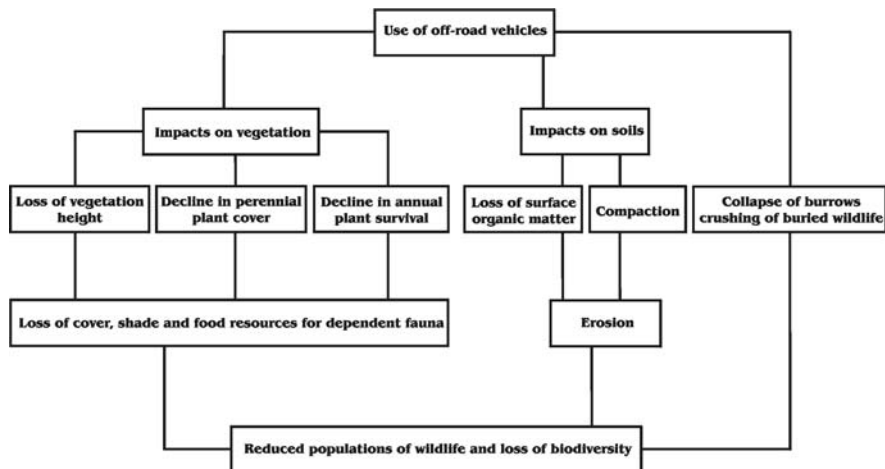 Use of off-road vehicles
Impacts on vegetation
Impacts on soils
Loss of vegetation
height
Decline in perennial
plant cover
Decline in annual
plant survival
Loss of surface
organic matter
Compaction
Collapse of burrows
crushing of buried wildlife
Loss of cover, shade and food resources for dependent fauna
Erosion
Reduced populations of wildlife and loss of biodiversity